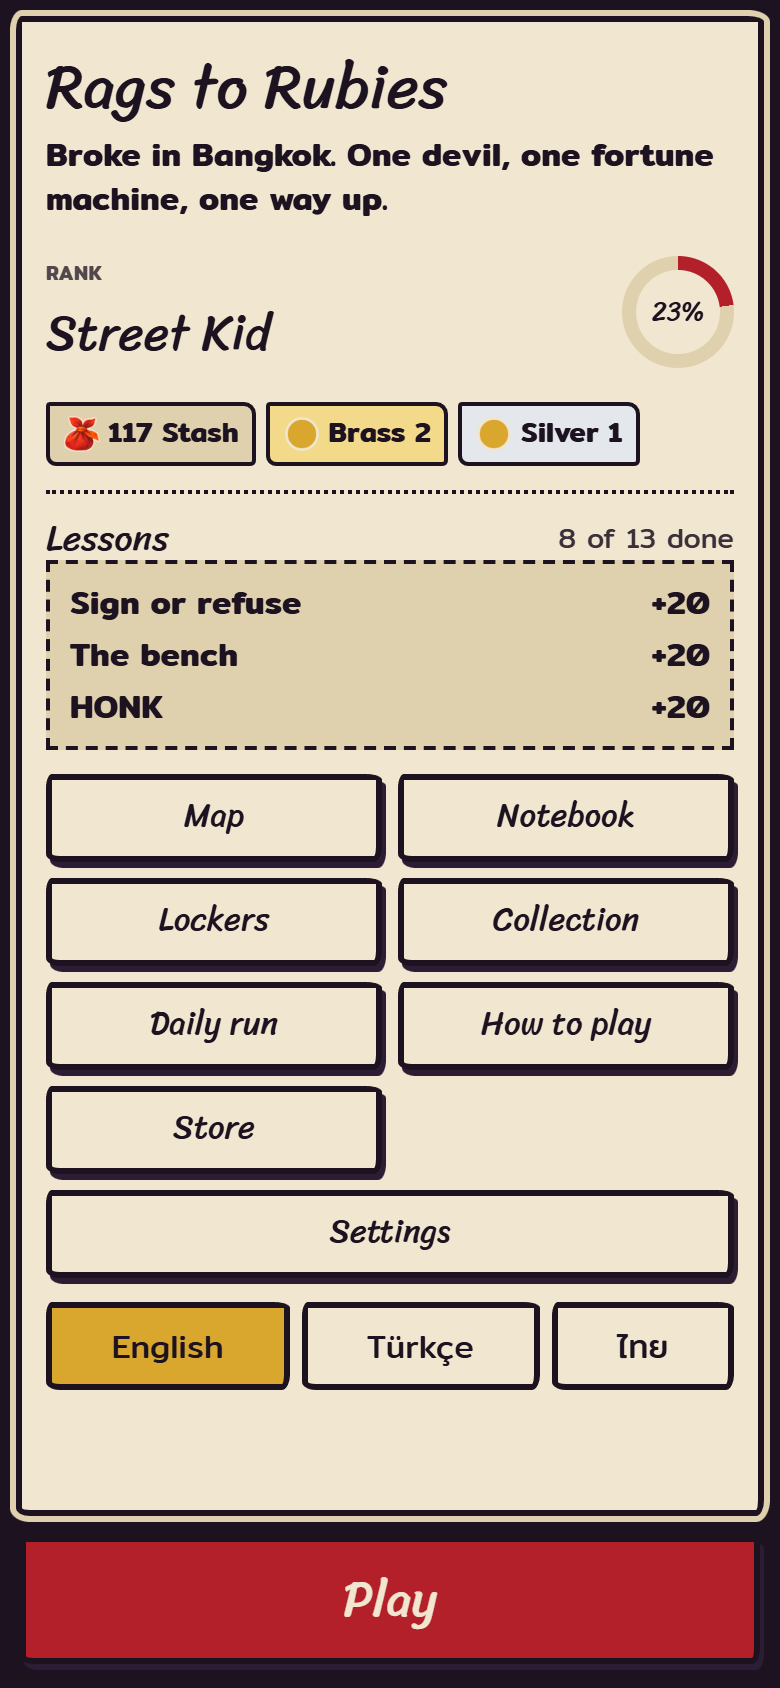 Rags to Rubies
Broke in Bangkok. One devil, one fortune
machine, one way up.
RANK
Street Kid
23%
117 Stash
Brass 2
Silver 1
Lessons
8 of 13 done
Sign or refuse +20
The bench +20
HONK +20
Map
Notebook
Lockers
Collection
Daily run
How to play
Store
Settings
English
Türkçe
ไทย
Play